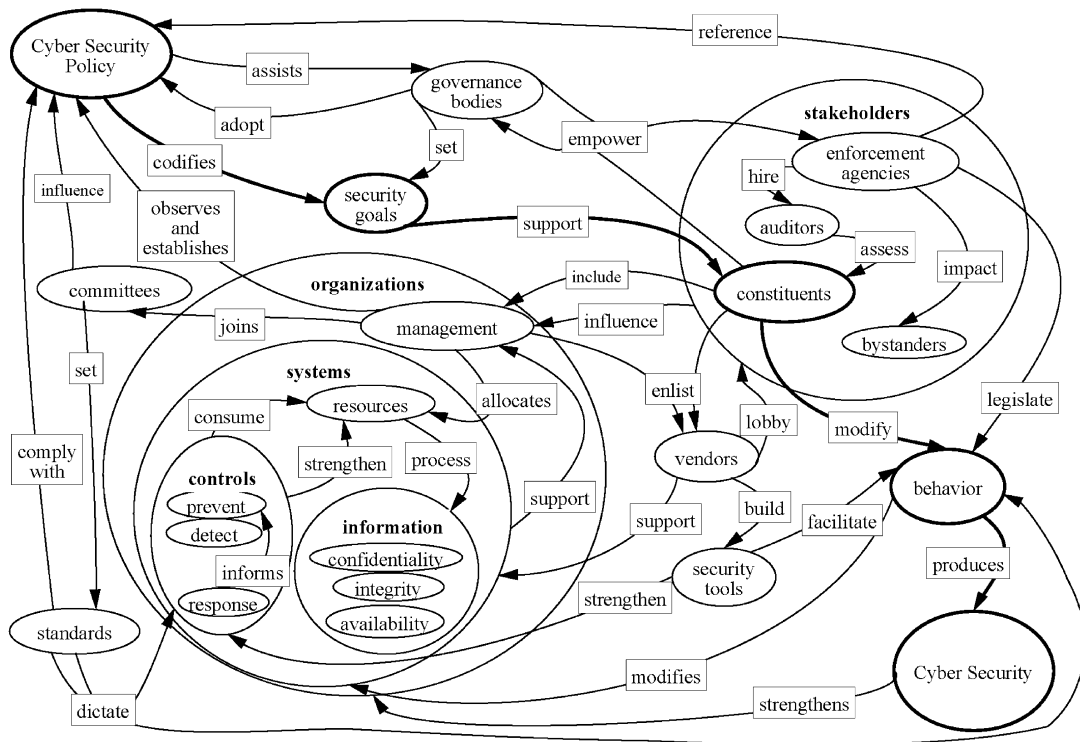 reference
Cyber Security
Policy
assists
governance
bodies
stakeholders
adopt
empower
set
enforcement
agencies
codifies
hire
influence
observes
and
establishes
security
goals
support
auditors
assess
impact
include
organizations
committees
constituents
joins
management
influence
bystanders
systems
set
enlist
allocates
legislate
consume
resources
lobby
modify
comply
with
strengthen
process
vendors
controls
behavior
prevent
support
information
support
build
facilitate
detect
confidentiality
informs
security
tools
produces
integrity
response
strengthen
availability
standards
modifies
Cyber Security
dictate
strengthens